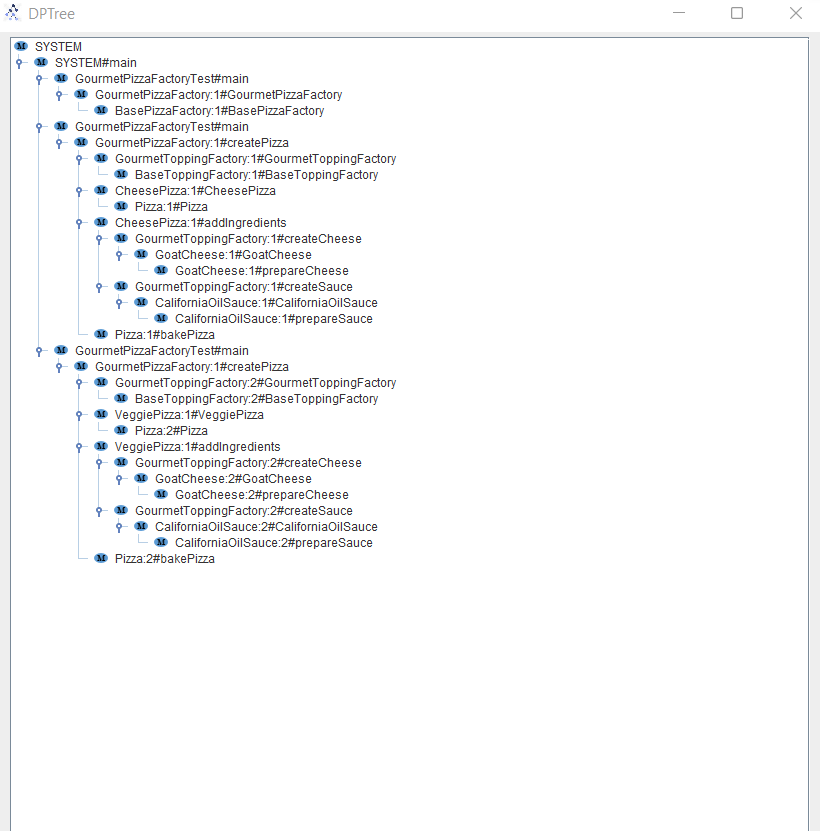 DPTree
SYSTEM
SYSTEM#main
GourmetPizzaFactoryTest#main
GourmetPizzaFactory:1#GourmetPizzaFactory
BasePizzaFactory:1#BasePizzaFactory
GourmetPizzaFactoryTest#main
GourmetPizzaFactory:1#createPizza
GourmetToppingFactory:1#GourmetToppingFactory
BaseToppingFactory:1#BaseToppingFactory
CheesePizza:1#CheesePizza
Pizza:1#Pizza
CheesePizza:1#addIngredients
GourmetToppingFactory:1#createCheese
GoatCheese:1#GoatCheese
GoatCheese:1#prepareCheese
GourmetToppingFactory:1#createSauce
CaliforniaOilSauce:1#CaliforniaOilSauce
CaliforniaOilSauce:1#prepareSauce
Pizza:1#bakePizza
GourmetPizzaFactoryTest#main
GourmetPizzaFactory:1#createPizza
GourmetToppingFactory:2#GourmetToppingFactory
BaseToppingFactory:2#BaseToppingFactory
VeggiePizza:1#VeggiePizza
Pizza:2#Pizza
VeggiePizza:1#addIngredients
GourmetToppingFactory:2#createCheese
GoatCheese:2#GoatCheese
GoatCheese:2#prepareCheese
GourmetToppingFactory:2#createSauce
CaliforniaOilSauce:2#CaliforniaOilSauce
CaliforniaOilSauce:2#prepareSauce
Pizza:2#bakePizza